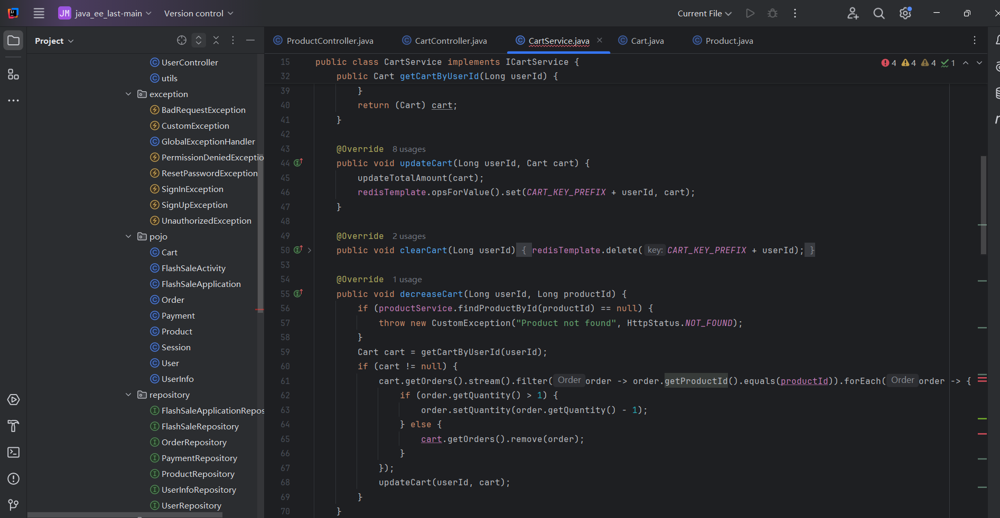 JM java_ee_last-main Version control Current File
Project
ProductController.java CartController.java CartService.java Cart.java Product.java
UserController
utils
exception
BadRequestException
CustomException
GlobalExceptionHandler
PermissionDeniedExceptio
ResetPasswordException
SignInException
SignUpException
UnauthorizedException
pojo
Cart
FlashSaleActivity
FlashSaleApplication
Order
Payment
Product
Session
User
UserInfo
repository
FlashSaleApplicationRepos
FlashSaleRepository
OrderRepository
PaymentRepository
ProductRepository
UserInfoRepository
UserRepository
4 4 4 1
15 public class CartService implements ICartService {
32 public Cart getCartByUserId(Long userId) {
39 }
40 return (Cart) cart;
41 }
42
43 @Override 8 usages
44 public void updateCart(Long userId, Cart cart) {
45 updateTotalAmount(cart);
46 redisTemplate.opsForValue().set(CART_KEY_PREFIX + userId, cart);
47 }
48
49 @Override 2 usages
50 public void clearCart(Long userId) { redisTemplate.delete( key: CART_KEY_PREFIX + userId); }
53
54 @Override 1 usage
55 public void decreaseCart(Long userId, Long productId) {
56 if (productService.findProductById(productId) == null) {
57 throw new CustomException("Product not found", HttpStatus.NOT_FOUND);
58 }
59 Cart cart = getCartByUserId(userId);
60 if (cart != null) {
61 cart.getOrders().stream().filter( Order order -> order.getProductId().equals(productId)).forEach( Order order -> {
62 if (order.getQuantity() > 1) {
63 order.setQuantity(order.getQuantity() - 1);
64 } else {
65 cart.getOrders().remove(order);
66 }
67 });
68 updateCart(userId, cart);
69 }
70 }